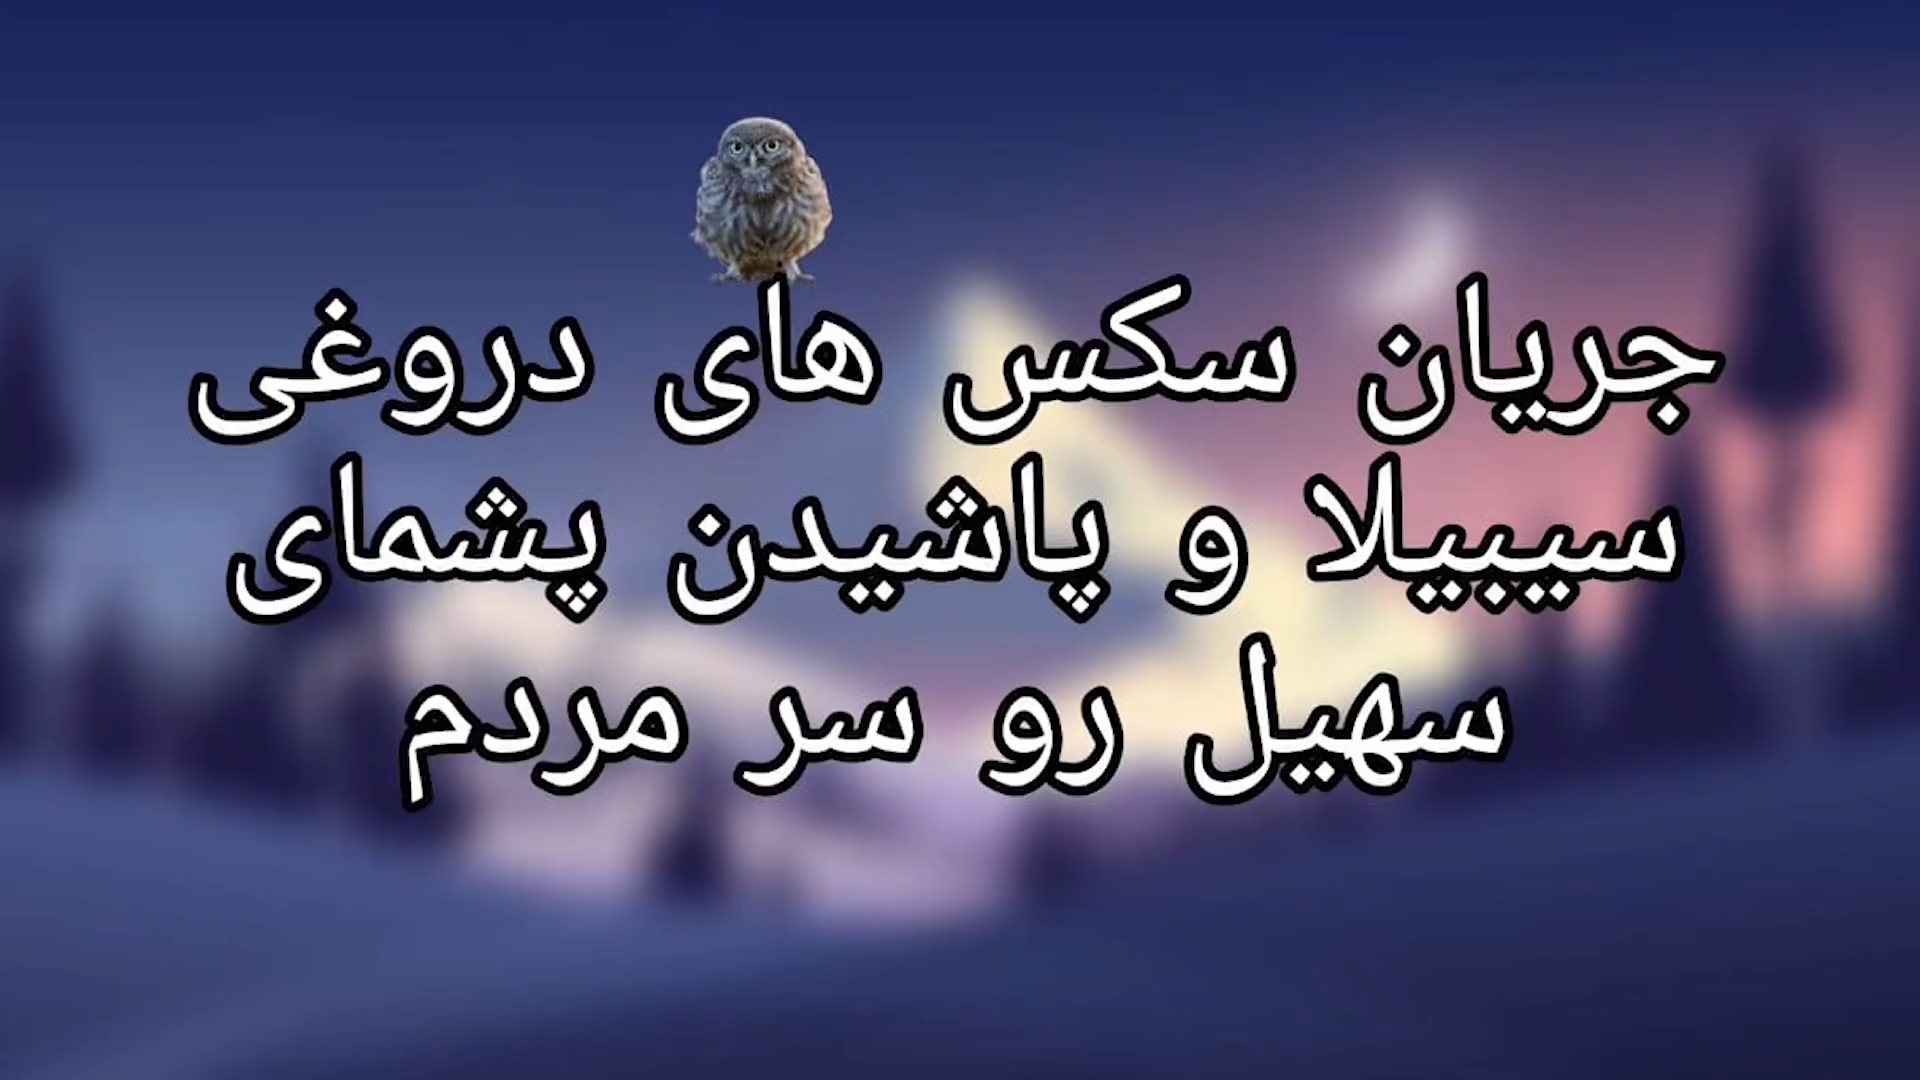 جریان سکس های دروغی
سیبیلا و پاشیدن پشمای
سهیل رو سر مردم